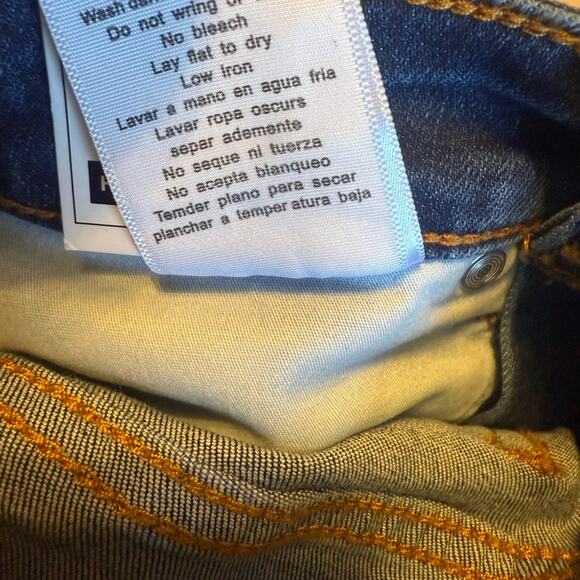 Wash
Do not wring or
No bleach
Lay flat to dry
Low iron
Lavar a mano en agua fria
Lavar ropa oscurs
separ ademente
No seque ni tuerza
No acepta blanqueo
Temder plano para secar
planchar a temper atura baja